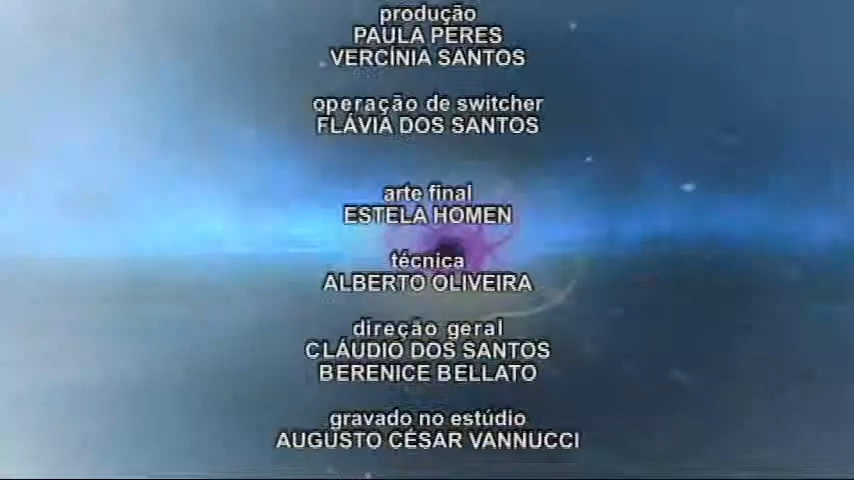 produção
PAULA PERES
VERCÍNIA SANTOS
operação de switcher
FLÁVIA DOS SANTOS
arte final
ESTELA HOMEN
técnica
ALBERTO OLIVEIRA
direção geral
CLÁUDIO DOS SANTOS
BERENICE BELLATO
gravado no estúdio
AUGUSTO CÉSAR VANNUCCI